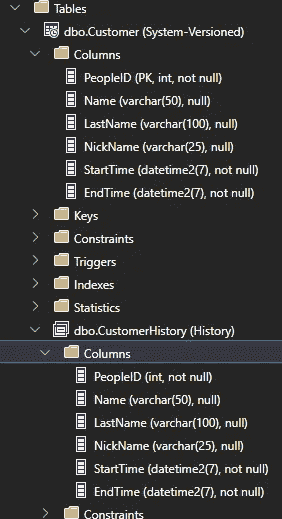 Tables
dbo.Customer (System-Versioned)
Columns
PeopleID (PK, int, not null)
Name (varchar(50), null)
LastName (varchar(100), null)
NickName (varchar(25), null)
StartTime (datetime2(7), not null)
EndTime (datetime2(7), not null)
Keys
Constraints
Triggers
Indexes
Statistics
dbo.CustomerHistory (History)
Columns
PeopleID (int, not null)
Name (varchar(50), null)
LastName (varchar(100), null)
NickName (varchar(25), null)
StartTime (datetime2(7), not null)
EndTime (datetime2(7), not null)
Constraints